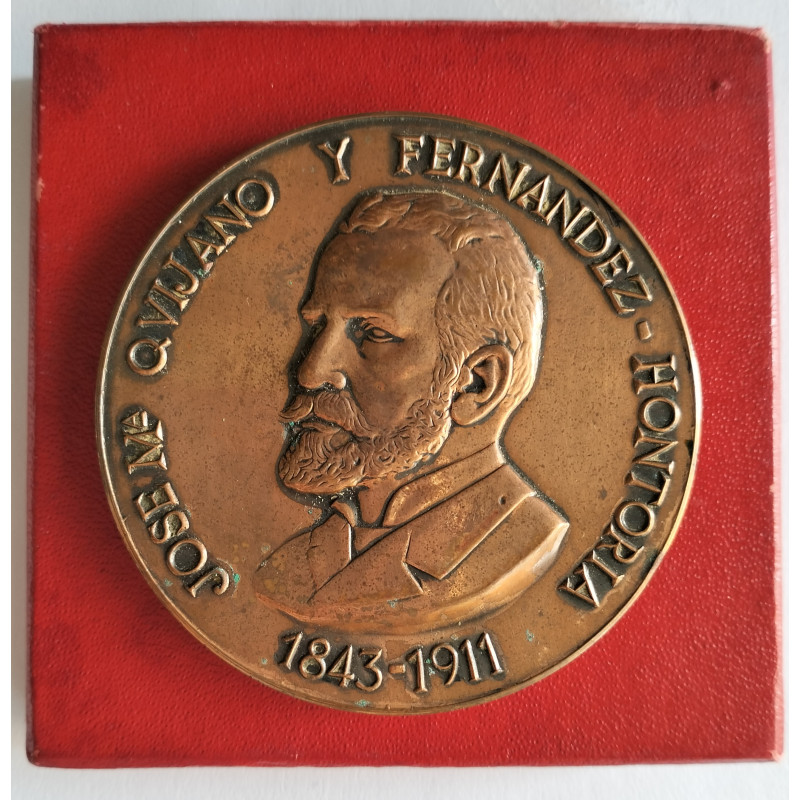 JOSE Mª QVIJANO Y FERNANDEZ-HONTORIA
1843-1911